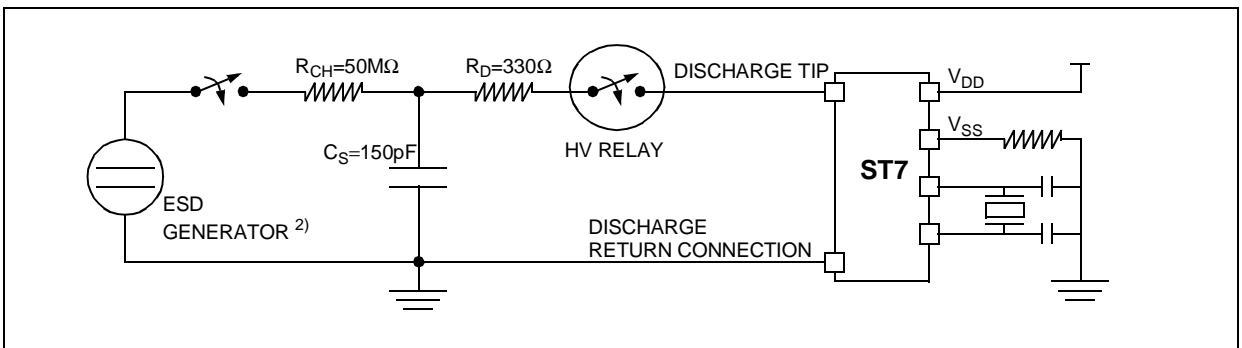 R_CH=50MΩ
R_D=330Ω
DISCHARGE TIP
V_DD
V_SS
C_S=150pF
HV RELAY
ST7
ESD
GENERATOR 2)
DISCHARGE
RETURN CONNECTION